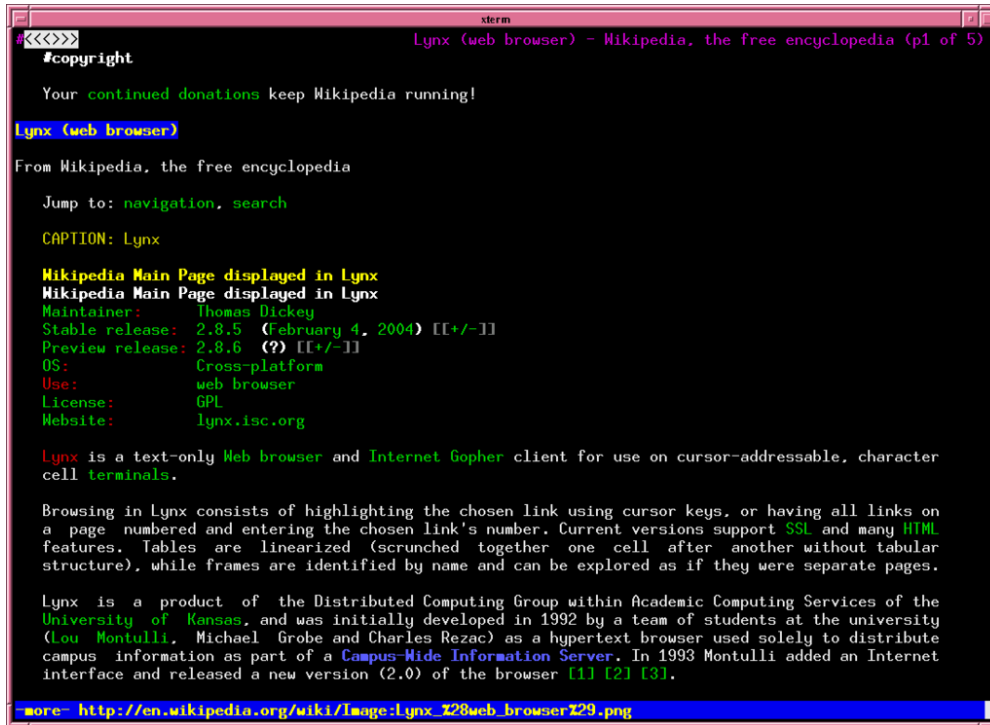 xterm
#<<<>>> Lynx (web browser) - Wikipedia, the free encyclopedia (p1 of 5)
#copyright
Your continued donations keep Wikipedia running!
Lynx (web browser)
From Wikipedia, the free encyclopedia
Jump to: navigation, search
CAPTION: Lynx
Wikipedia Main Page displayed in Lynx
Wikipedia Main Page displayed in Lynx
Maintainer: Thomas Dickey
Stable release: 2.8.5 (February 4, 2004) [[+/-]]
Preview release: 2.8.6 (?) [[+/-]]
OS: Cross-platform
Use: web browser
License: GPL
Website: lynx.isc.org
Lynx is a text-only Web browser and Internet Gopher client for use on cursor-addressable, character
cell terminals.
Browsing in Lynx consists of highlighting the chosen link using cursor keys, or having all links on
a page numbered and entering the chosen link's number. Current versions support SSL and many HTML
features. Tables are linearized (scrunched together one cell after another without tabular
structure), while frames are identified by name and can be explored as if they were separate pages.
Lynx is a product of the Distributed Computing Group within Academic Computing Services of the
University of Kansas, and was initially developed in 1992 by a team of students at the university
(Lou Montulli, Michael Grobe and Charles Rezac) as a hypertext browser used solely to distribute
campus information as part of a Campus-Wide Information Server. In 1993 Montulli added an Internet
interface and released a new version (2.0) of the browser [1] [2] [3].
-more- http://en.wikipedia.org/wiki/Image:Lynx_%28web_browser%29.png